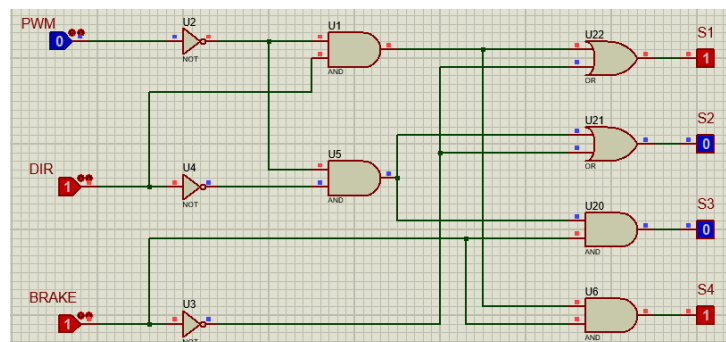 PWM
0
U2
NOT
U1
AND
U22
OR
S1
1
DIR
1
U4
NOT
U5
AND
U21
OR
S2
0
U20
AND
S3
0
BRAKE
1
U3
NOT
U6
AND
S4
1